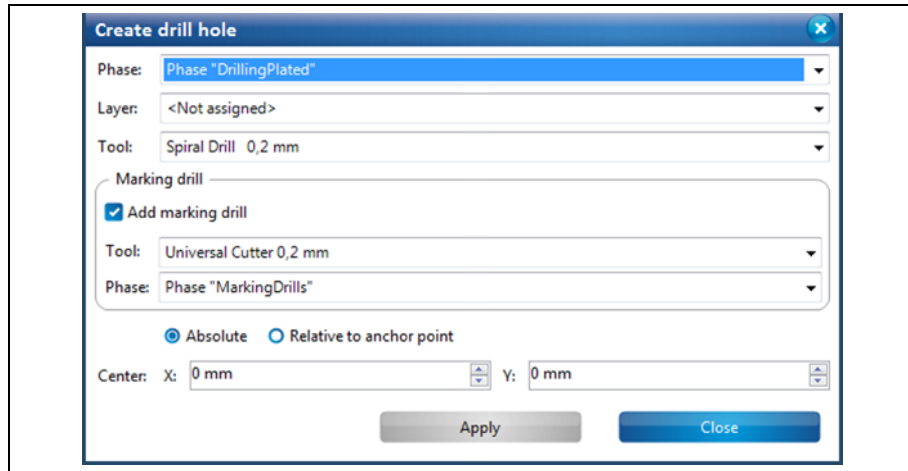 Create drill hole
Phase: Phase "DrillingPlated"
Layer: <Not assigned>
Tool: Spiral Drill 0,2 mm
Marking drill
Add marking drill
Tool: Universal Cutter 0,2 mm
Phase: Phase "MarkingDrills"
Absolute Relative to anchor point
Center: X: 0 mm Y: 0 mm
Apply Close